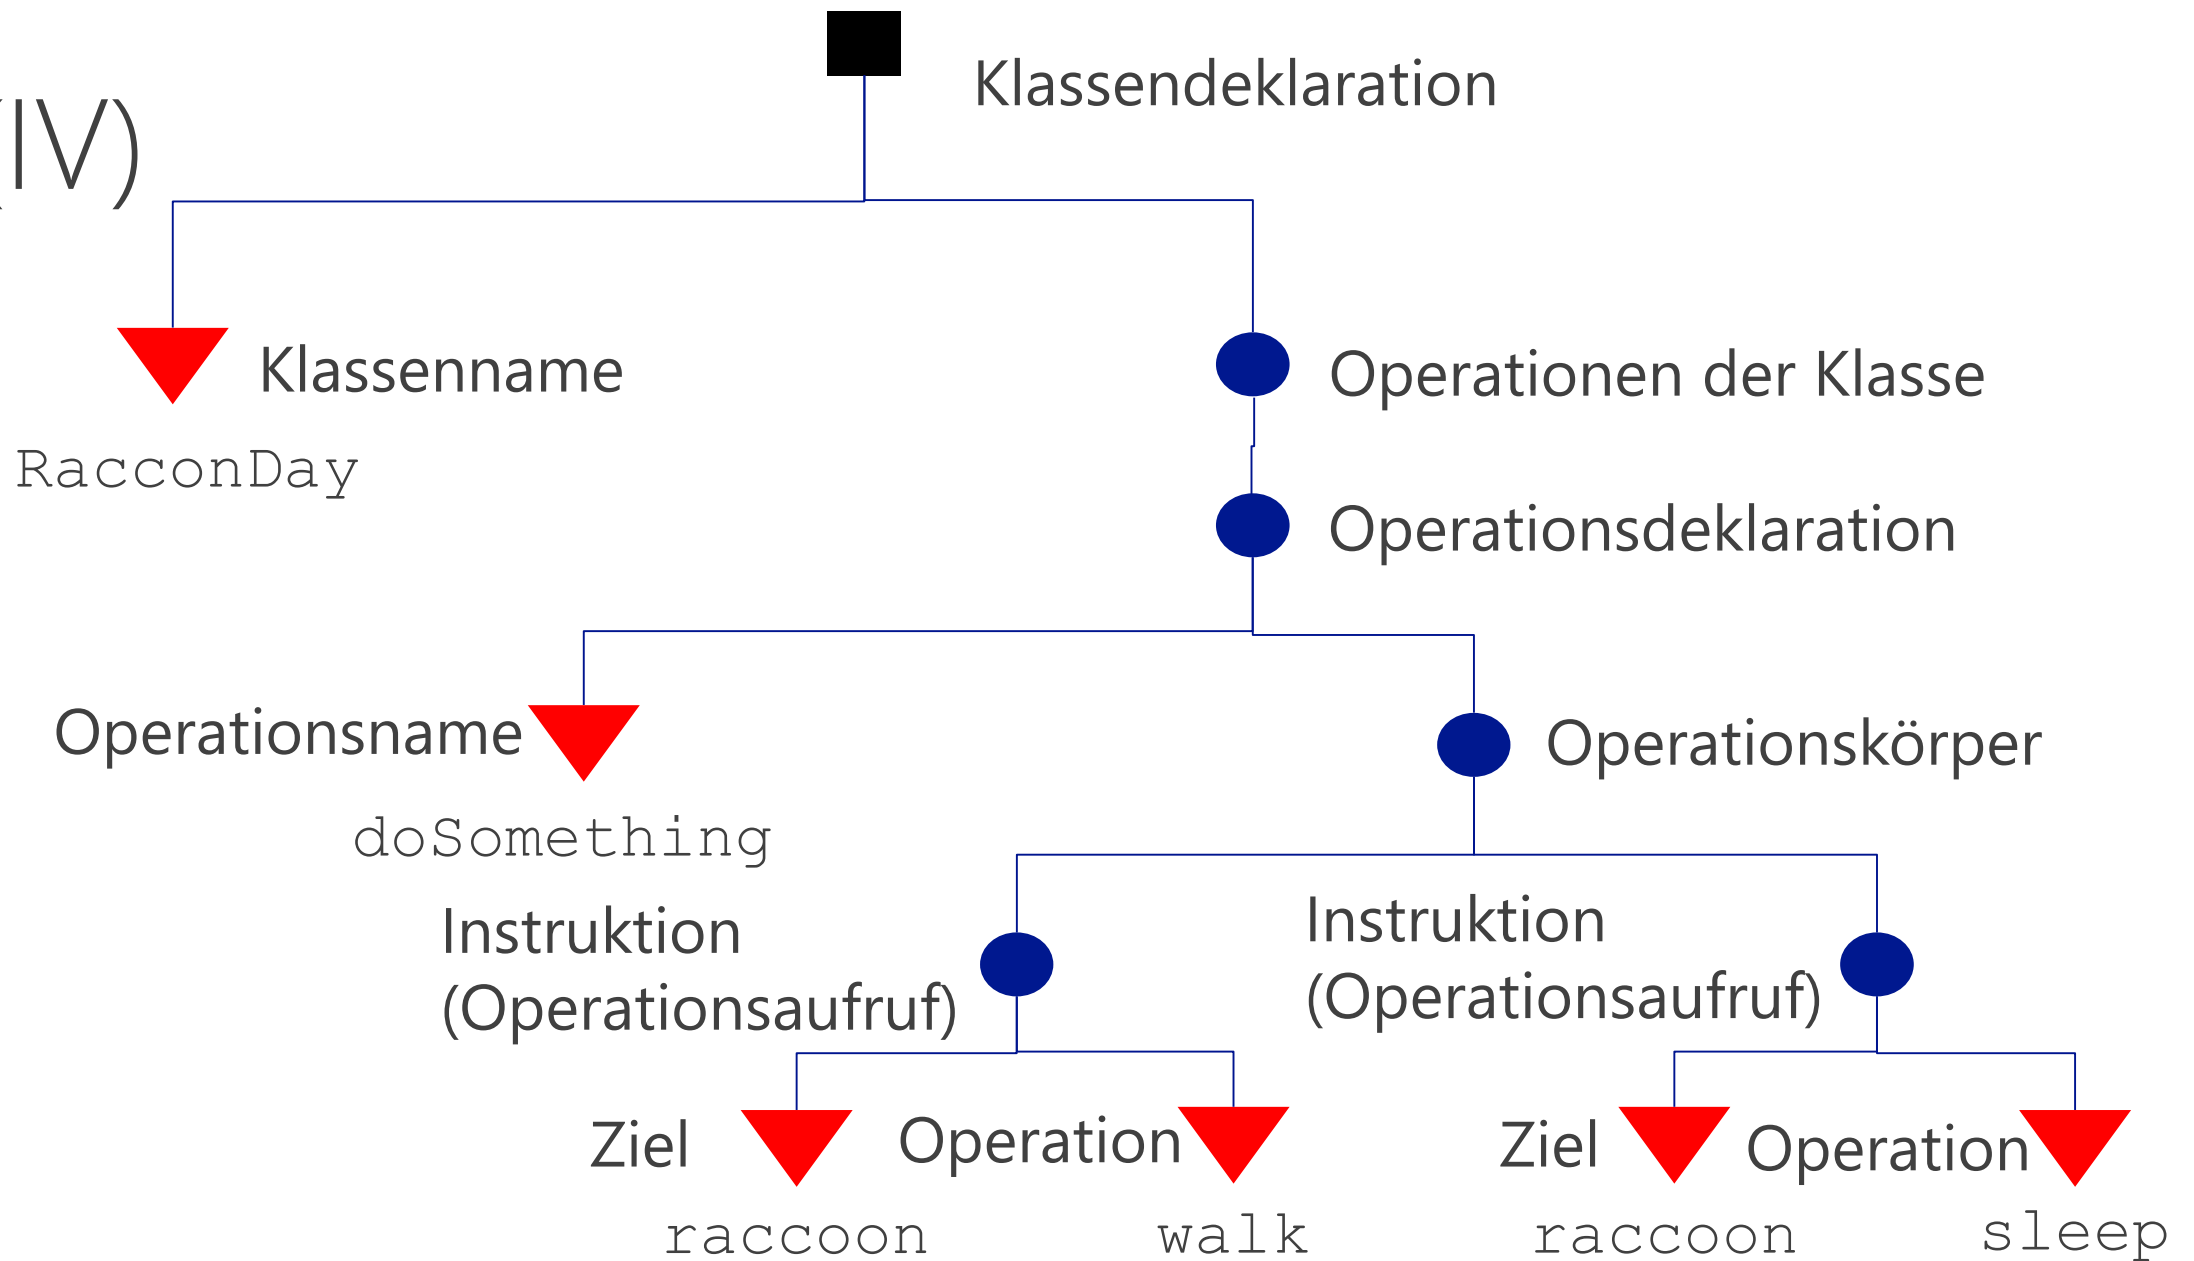 Klassendeklaration
(IV)
Klassenname
Operationen der Klasse
RacconDay
Operationsdeklaration
Operationsname
Operationskörper
doSomething
Instruktion
(Operationsaufruf)
Instruktion
(Operationsaufruf)
Ziel
Operation
Ziel
Operation
raccoon
walk
raccoon
sleep